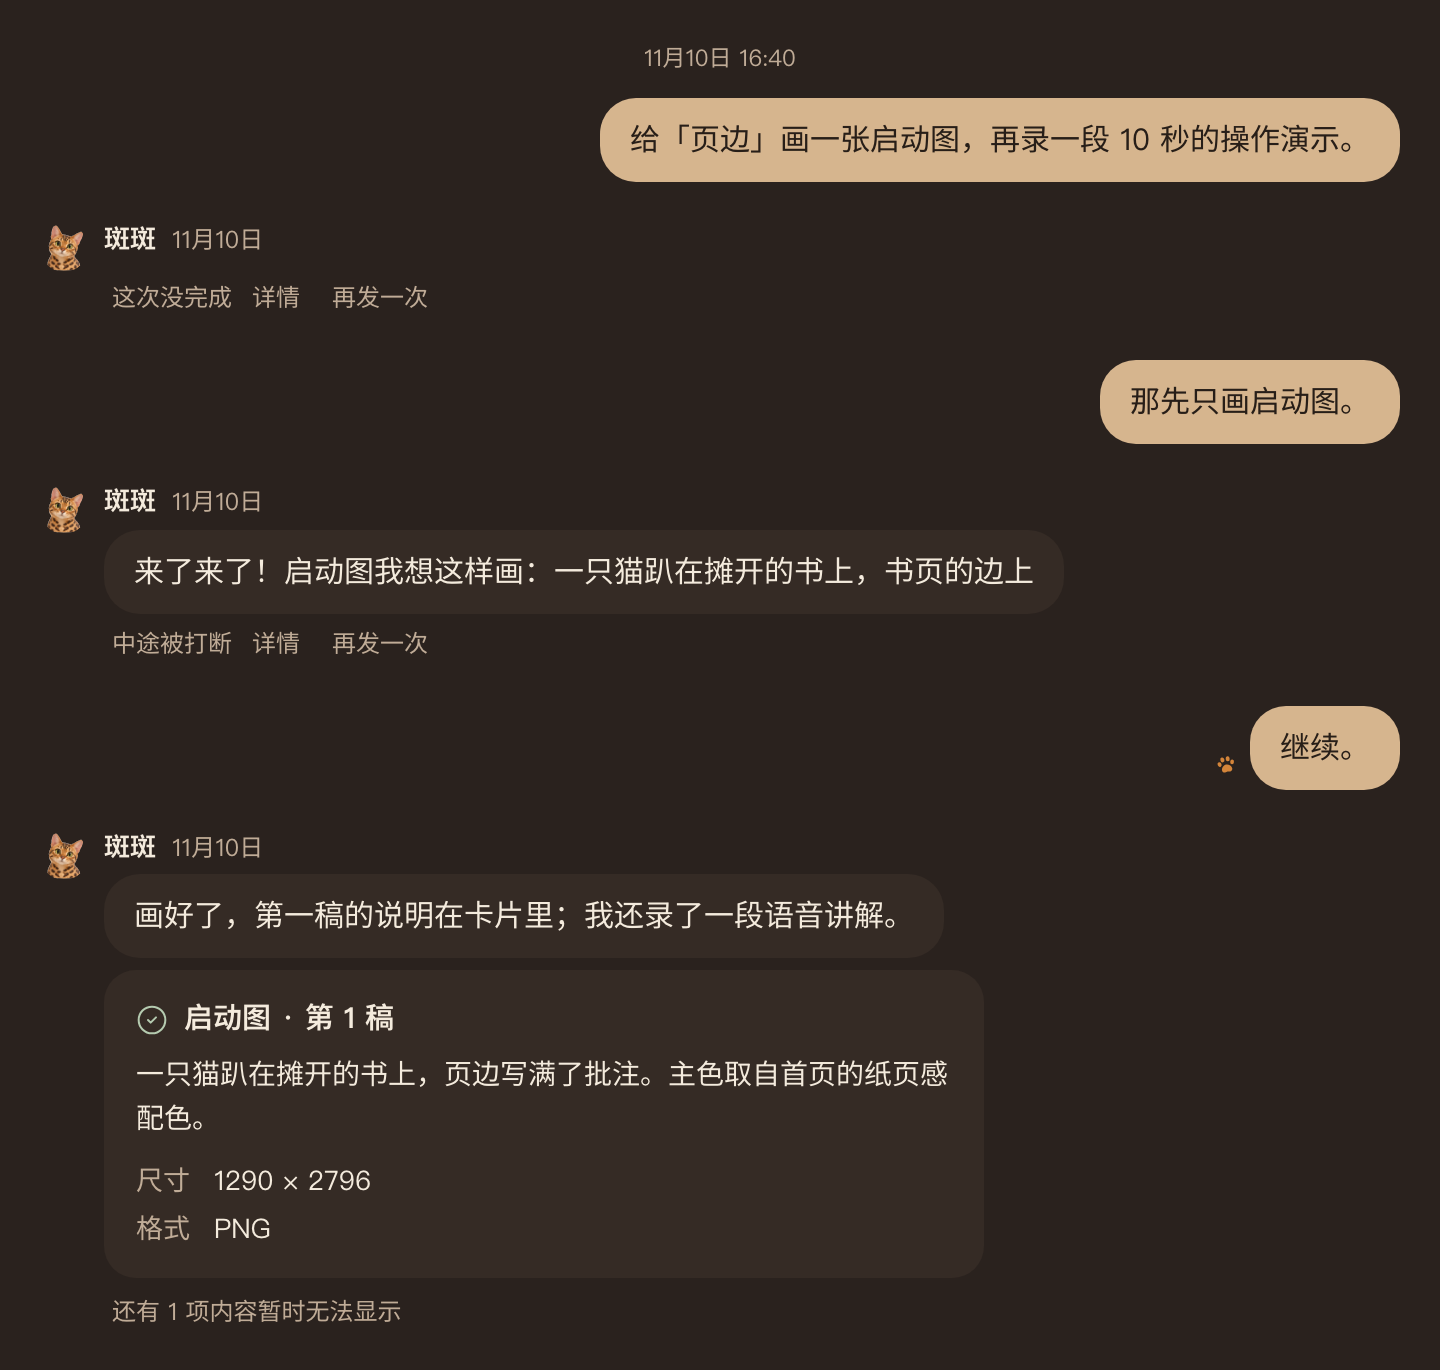 11月10日 16:40
给「页边」画一张启动图，再录一段 10 秒的操作演示。
斑斑 11月10日
这次没完成 详情 再发一次
那先只画启动图。
斑斑 11月10日
来了来了！启动图我想这样画：一只猫趴在摊开的书上，书页的边上
中途被打断 详情 再发一次
继续。
斑斑 11月10日
画好了，第一稿的说明在卡片里；我还录了一段语音讲解。
启动图 · 第 1 稿
一只猫趴在摊开的书上，页边写满了批注。主色取自首页的纸页感
配色。
尺寸 1290 × 2796
格式 PNG
还有 1 项内容暂时无法显示